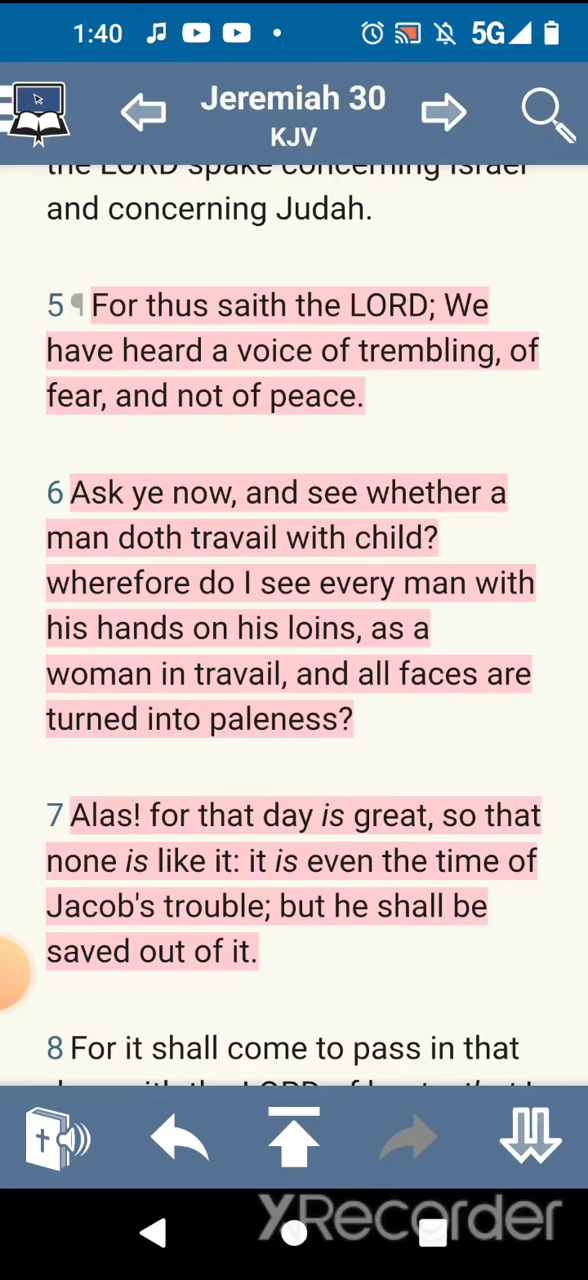 1:40 5G
Jeremiah 30
KJV
the LORD spake concerning Israel
and concerning Judah.
5 ¶ For thus saith the LORD; We
have heard a voice of trembling, of
fear, and not of peace.
6 Ask ye now, and see whether a
man doth travail with child?
wherefore do I see every man with
his hands on his loins, as a
woman in travail, and all faces are
turned into paleness?
7 Alas! for that day is great, so that
none is like it: it is even the time of
Jacob's trouble; but he shall be
saved out of it.
8 For it shall come to pass in that
XRecorder